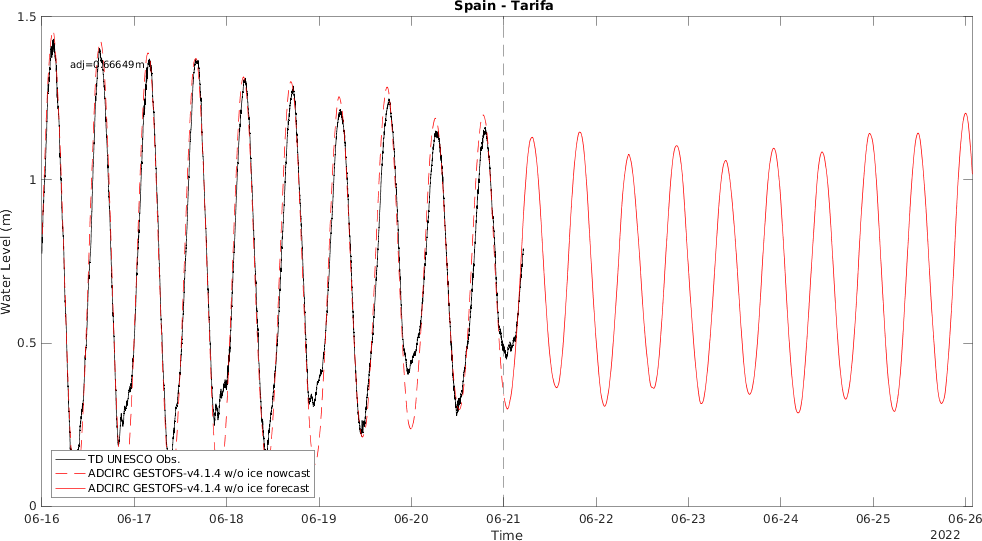 Spain - Tarifa
1.5
adj=0.66649m
1
Water Level (m)
0.5
TD UNESCO Obs.
ADCIRC GESTOFS-v4.1.4 w/o ice nowcast
ADCIRC GESTOFS-v4.1.4 w/o ice forecast
0
06-16 06-17 06-18 06-19 06-20 06-21 06-22 06-23 06-24 06-25 06-26
Time
2022